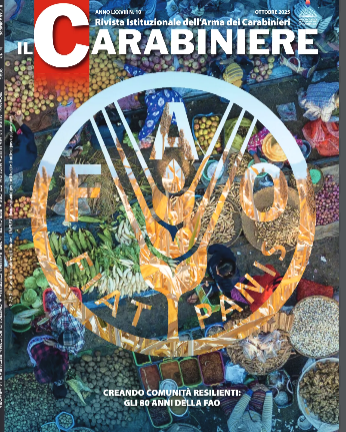 ANNO LXXVIII N. 10
OTTOBRE 2025
Rivista Istituzionale dell'Arma dei Carabinieri
IL CARABINIERE
F A O
FIAT PANIS
CREANDO COMUNITÀ RESILIENTI:
GLI 80 ANNI DELLA FAO